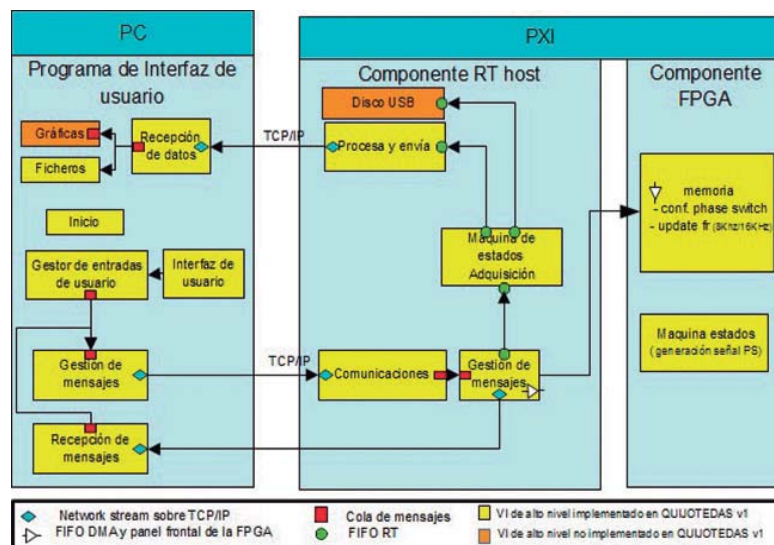 PC
PXI
Programa de Interfaz de
usuario
Componente RT host
Componente
FPGA
Gráficas
Ficheros
Recepción
de datos
TCP/IP
Disco USB
Procesa y envía
Inicio
Gestor de entradas
de usuario
Interfaz de
usuario
Maquina de
estados
Adquisición
memoria
- conf. phase switch
- update fr (8Khz/16KHz)
Maquina estados
(generación señal PS)
Gestión de
mensajes
TCP/IP
Comunicaciones
Gestión de
mensajes
Recepción de
mensajes
Network stream sobre TCP/IP
FIFO DMA y panel frontal de la FPGA
Cola de mensajes
FIFO RT
VI de alto nivel implementado en QUIJOTEDAS v1
VI de alto nivel no implementado en QUIJOTEDAS v1